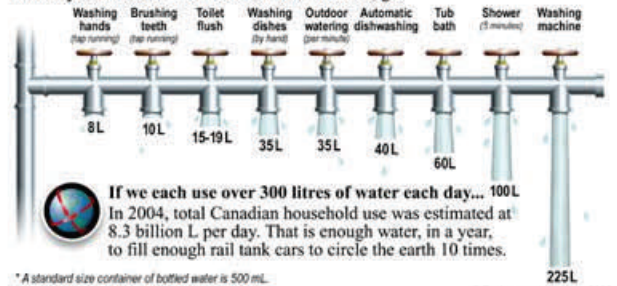 Washing hands (tap running)
Brushing teeth (tap running)
Toilet flush
Washing dishes (by hand)
Outdoor watering (per minute)
Automatic dishwashing
Tub bath
Shower (5 minutes)
Washing machine
8L
10L
15-19L
35L
35L
40L
60L
100L
225L
If we each use over 300 litres of water each day...
In 2004, total Canadian household use was estimated at
8.3 billion L per day. That is enough water, in a year,
to fill enough rail tank cars to circle the earth 10 times.
* A standard size container of bottled water is 500 mL.